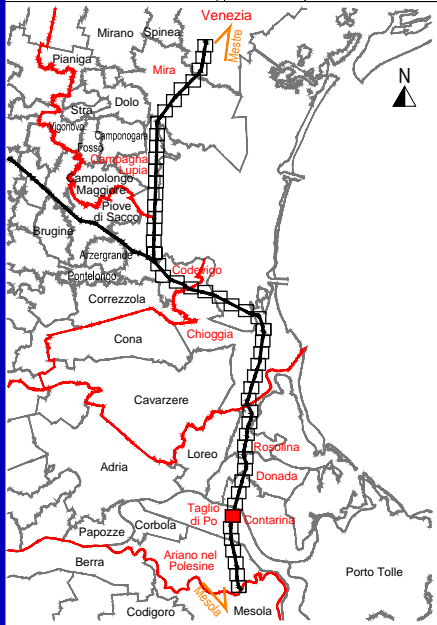 Venezia
Mirano
Spinea
Mestre
Pianiga
Mira
N
Dolo
Stra
Vigonovo
Camponogara
Fossò
Campagna
Lupia
Campolongo
Maggiore
Piove
di Sacco
Brugine
Arzergrande
Pontelongo
Codevigo
Correzzola
Chioggia
Cona
Cavarzere
Rosolina
Loreo
Adria
Donada
Taglio
di Po
Contarina
Corbola
Papozze
Ariano nel
Polesine
Berra
Porto Tolle
Mesola
Mesola
Codigoro